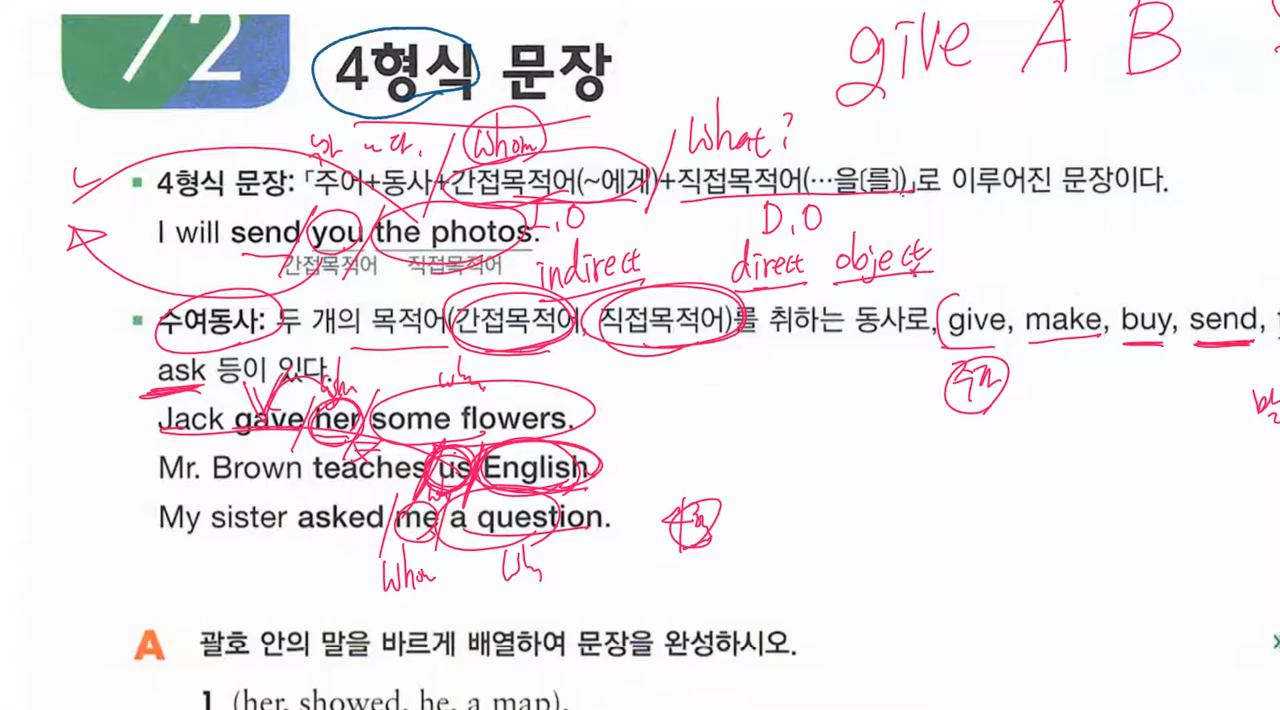 72
4형식 문장
give A B
whom
What?
4형식 문장: 「주어+동사+간접목적어(~에게)+직접목적어(…을(를))」로 이루어진 문장이다.
I will send you the photos.
I,O
D,O
간접목적어 직접목적어
indirect direct object
수여동사: 두 개의 목적어(간접목적어, 직접목적어)를 취하는 동사로, give, make, buy, send,
ask 등이 있다.
Jack gave her some flowers.
Mr. Brown teaches us English.
My sister asked me a question.
A 괄호 안의 말을 바르게 배열하여 문장을 완성하시오.
1 (her, showed, he, a map).